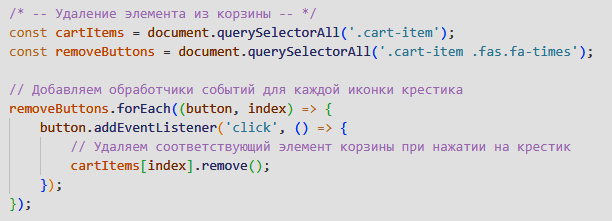 /* -- Удаление элемента из корзины -- */
const cartItems = document.querySelectorAll('.cart-item');
const removeButtons = document.querySelectorAll('.cart-item .fas.fa-times');

// Добавляем обработчики событий для каждой иконки крестика
removeButtons.forEach((button, index) => {
    button.addEventListener('click', () => {
        // Удаляем соответствующий элемент корзины при нажатии на крестик
        cartItems[index].remove();
    });
});